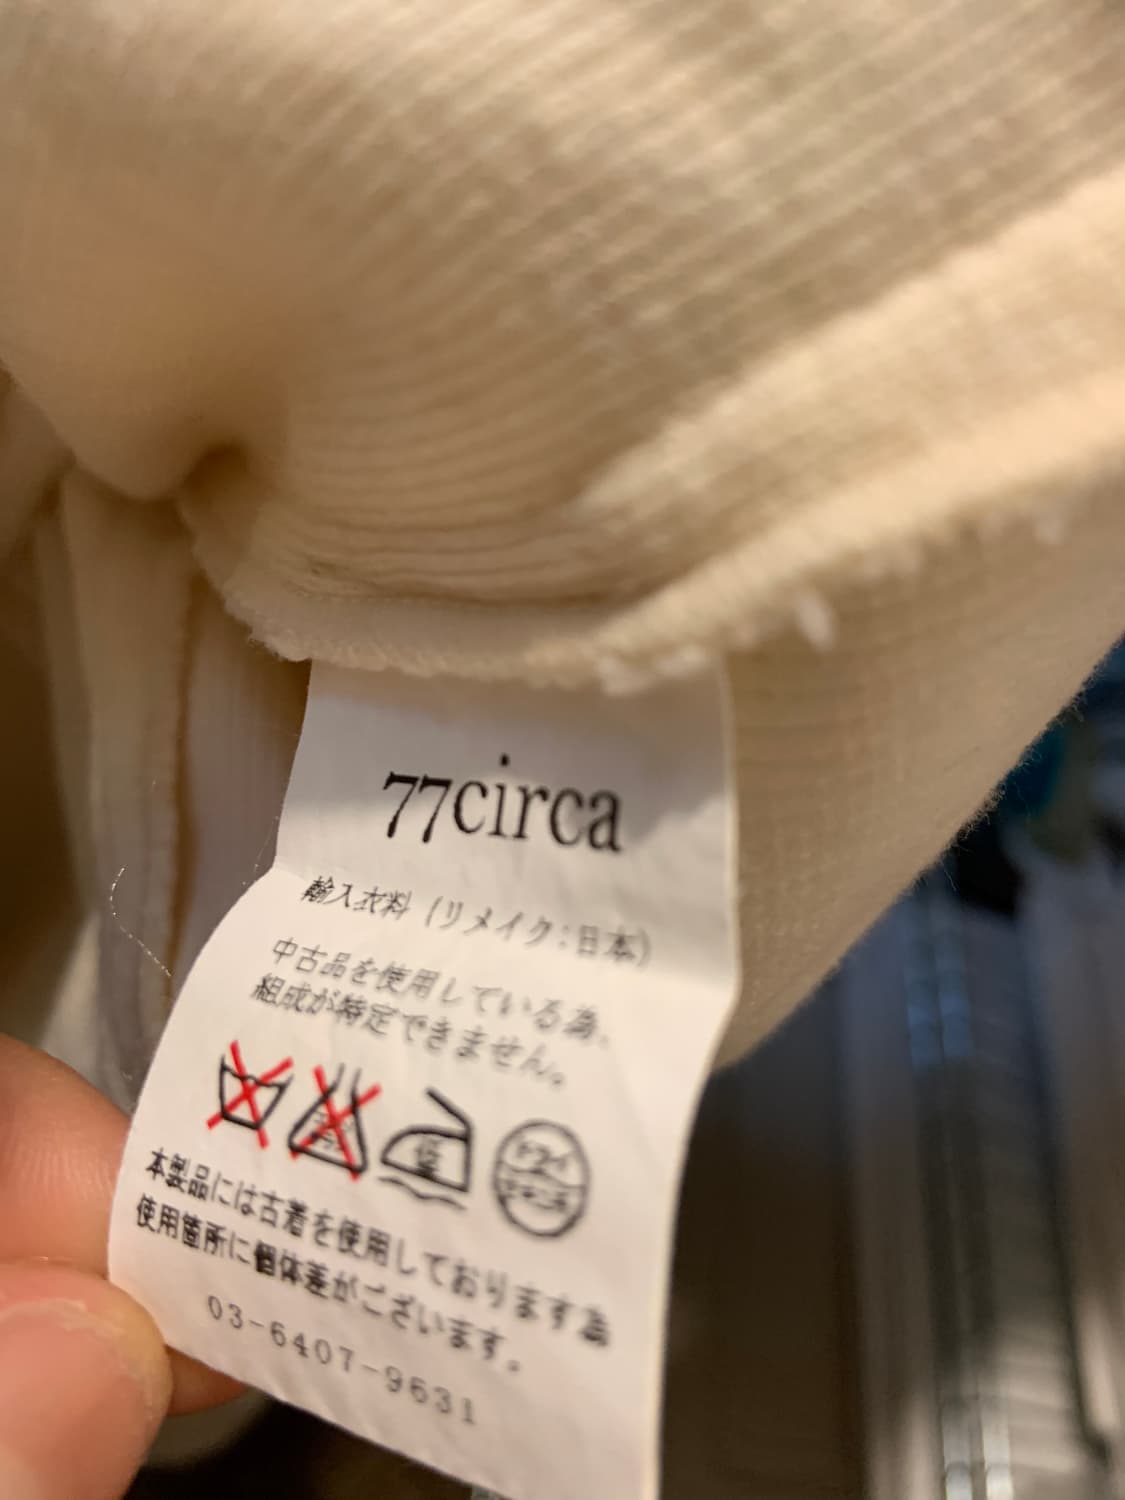 77circa
輸入衣料 (リメイク:日本)
中古品を使用している為、
組成が特定できません。
ドライ
本製品には古着を使用しております為
使用箇所に個体差がございます。
03-6407-9631